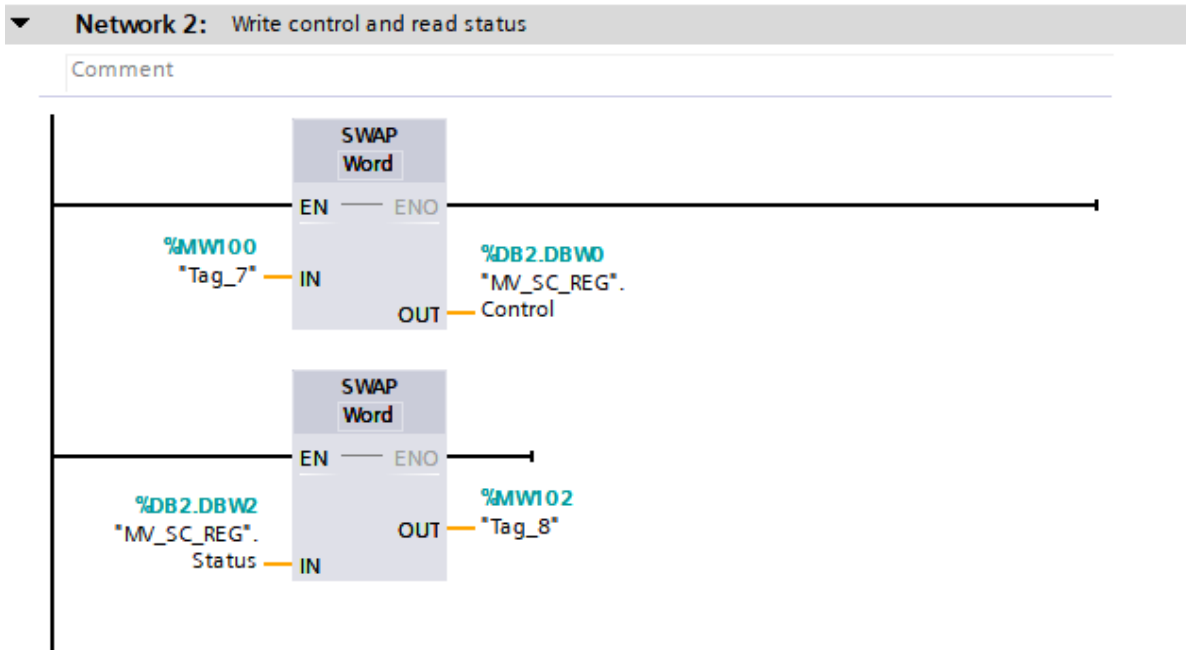 Network 2: Write control and read status
Comment
SWAP
Word
EN ENO
%MW100
"Tag_7"
IN
%DB2.DBW0
"MV_SC_REG".
Control
OUT
SWAP
Word
EN ENO
%DB2.DBW2
"MV_SC_REG".
Status
IN
%MW102
"Tag_8"
OUT